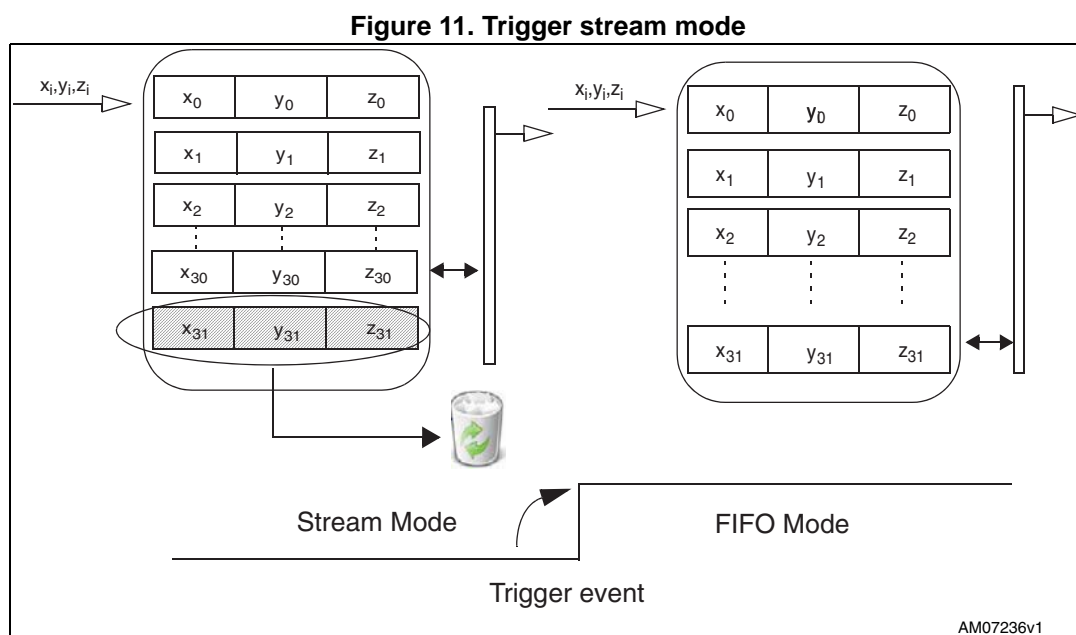 Figure 11. Trigger stream mode
xᵢ,yᵢ,zᵢ
x₀ y₀ z₀
x₁ y₁ z₁
x₂ y₂ z₂
x₃₀ y₃₀ z₃₀
x₃₁ y₃₁ z₃₁
xᵢ,yᵢ,zᵢ
x₀ z₀
x₁ y₁ z₁
x₂ y₂ z₂
x₃₁ y₃₁ z₃₁
Stream Mode
FIFO Mode
Trigger event
AM07236v1